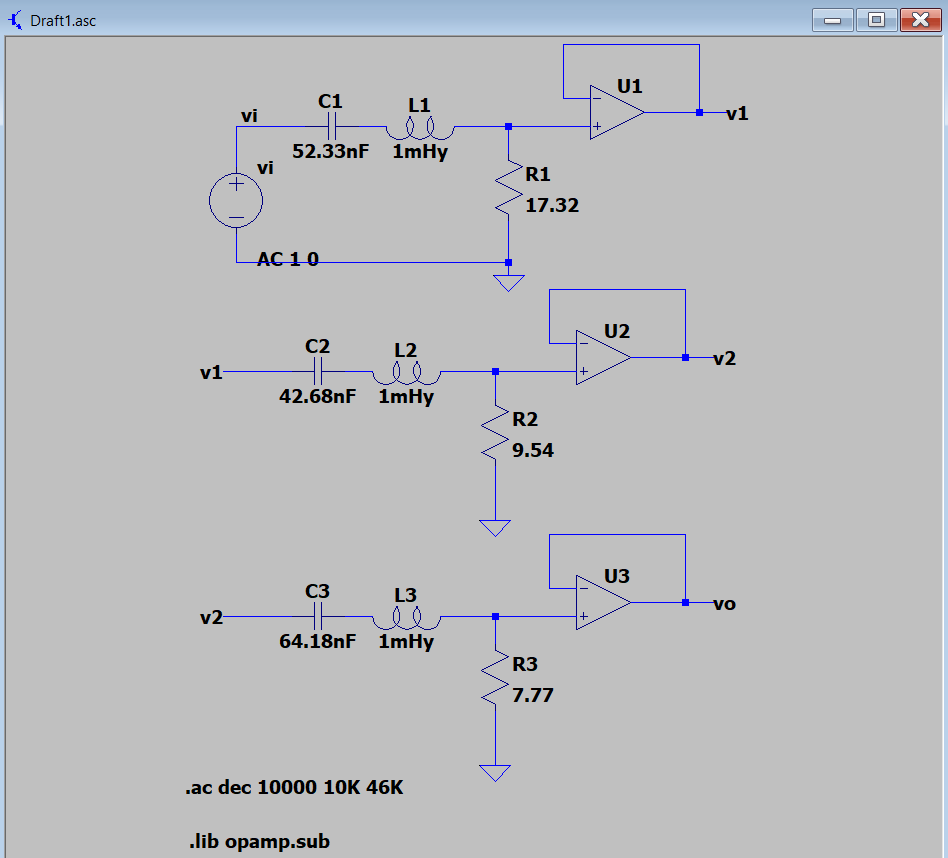 Draft1.asc
U1
C1
L1
vi
v1
52.33nF
1mHy
vi
R1
17.32
AC 1 0
U2
C2
L2
v1
v2
42.68nF
1mHy
R2
9.54
U3
C3
L3
v2
vo
64.18nF
1mHy
R3
7.77
.ac dec 10000 10K 46K
.lib opamp.sub